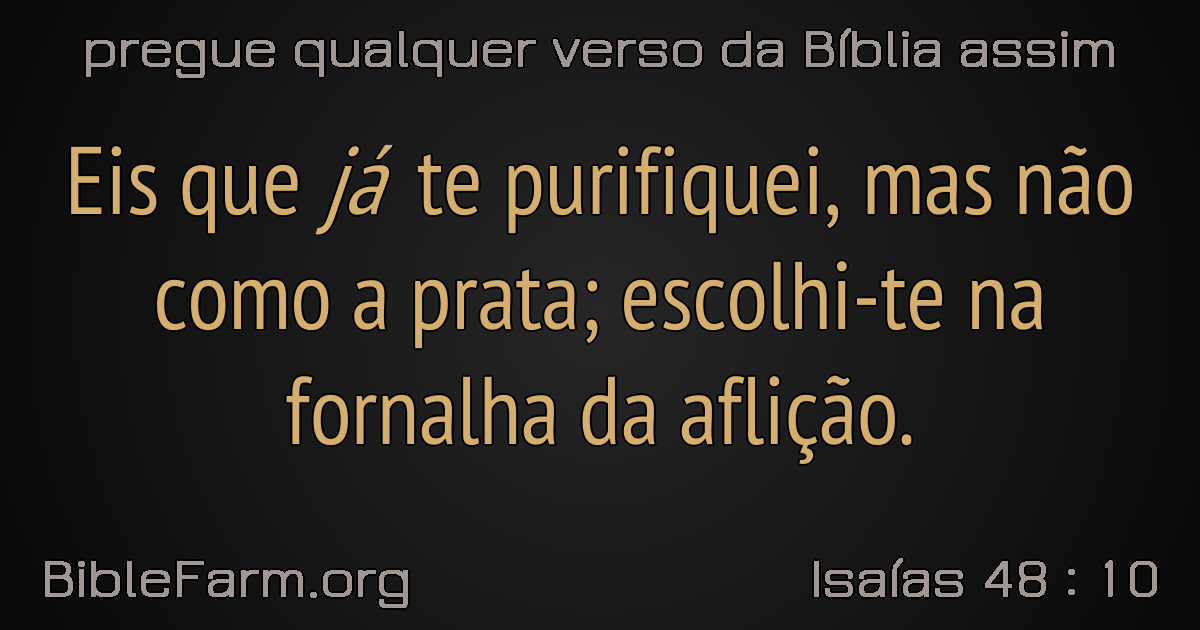 pregue qualquer verso da Bíblia assim
Eis que já te purifiquei, mas não
como a prata; escolhi-te na
fornalha da aflição.
BibleFarm.org
Isaías 48 : 10